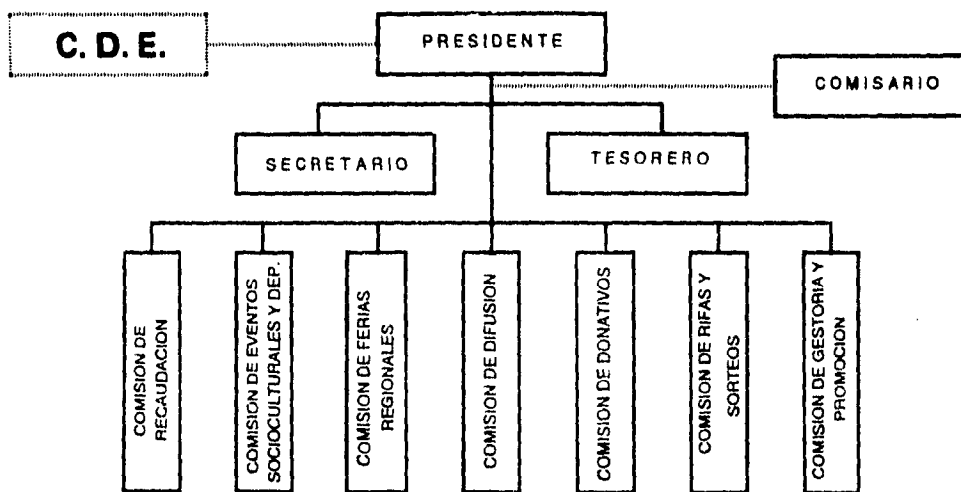 C. D. E.
PRESIDENTE
COMISARIO
SECRETARIO
TESORERO
COMISION DE
RECAUDACION
COMISION DE EVENTOS
SOCIOCULTURALES Y DEP.
COMISION DE FERIAS
REGIONALES
COMISION DE DIFUSION
COMISION DE DONATIVOS
COMISION DE RIFAS Y
SORTEOS
COMISION DE GESTORIA Y
PROMOCION